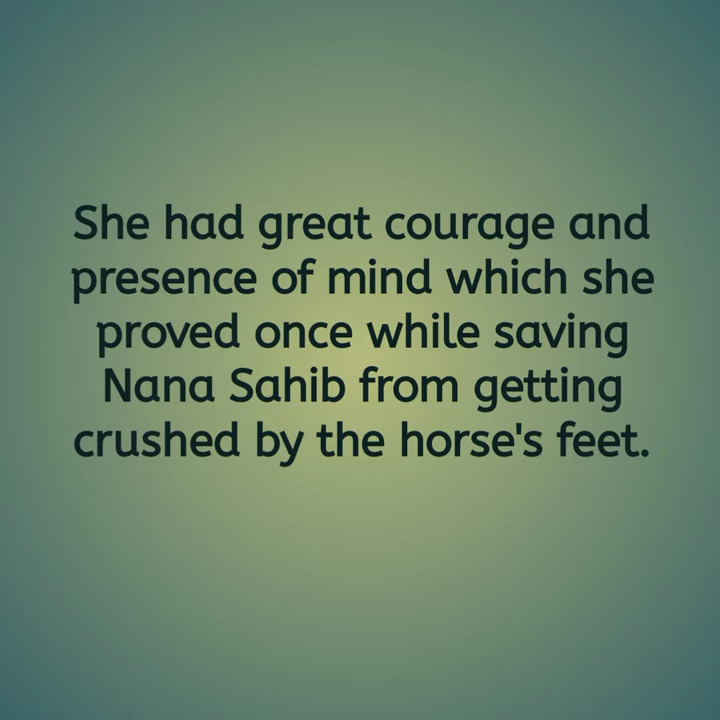 She had great courage and
presence of mind which she
proved once while saving
Nana Sahib from getting
crushed by the horse's feet.